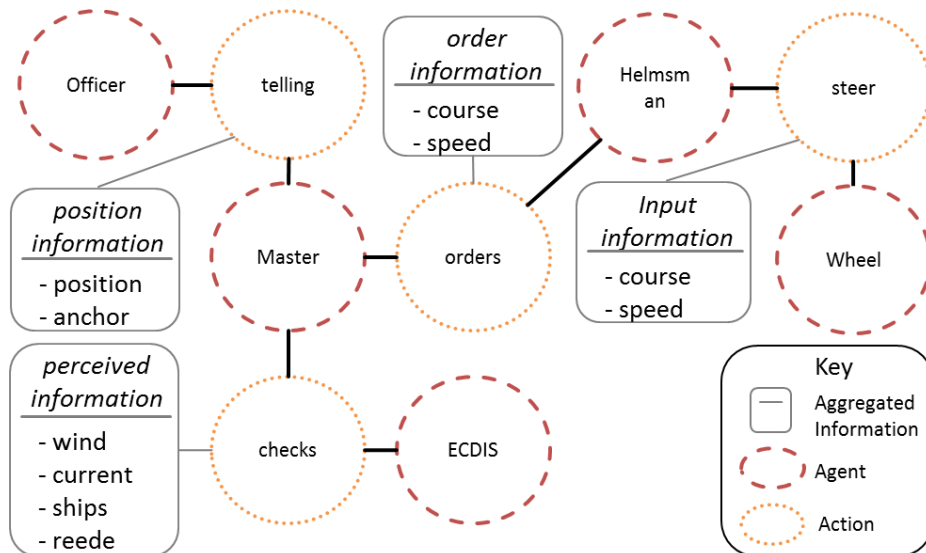 Officer
telling
order
information
- course
- speed
Helmsm
an
steer
position
information
- position
- anchor
Master
orders
Input
information
- course
- speed
Wheel
perceived
information
- wind
- current
- ships
- reede
checks
ECDIS
Key
Aggregated
Information
Agent
Action